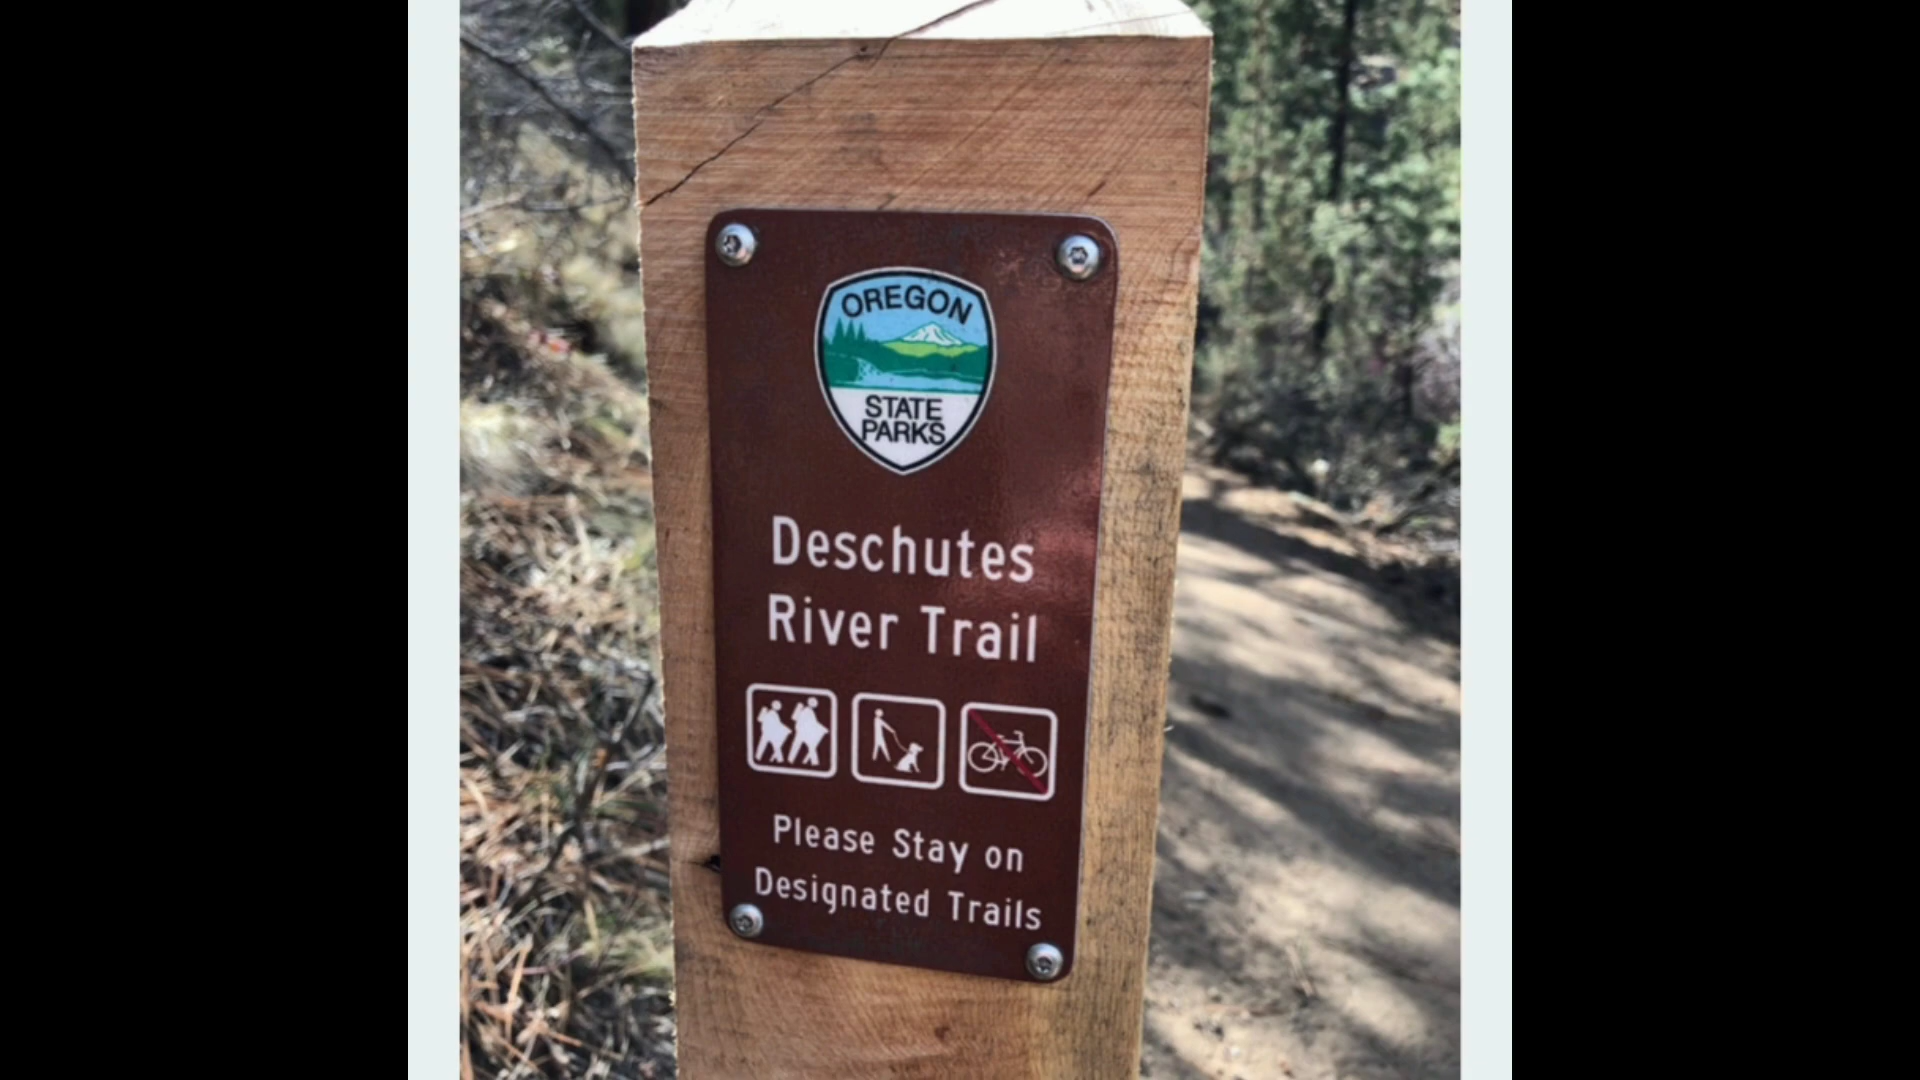 OREGON
STATE
PARKS
Deschutes
River Trail
Please Stay on
Designated Trails